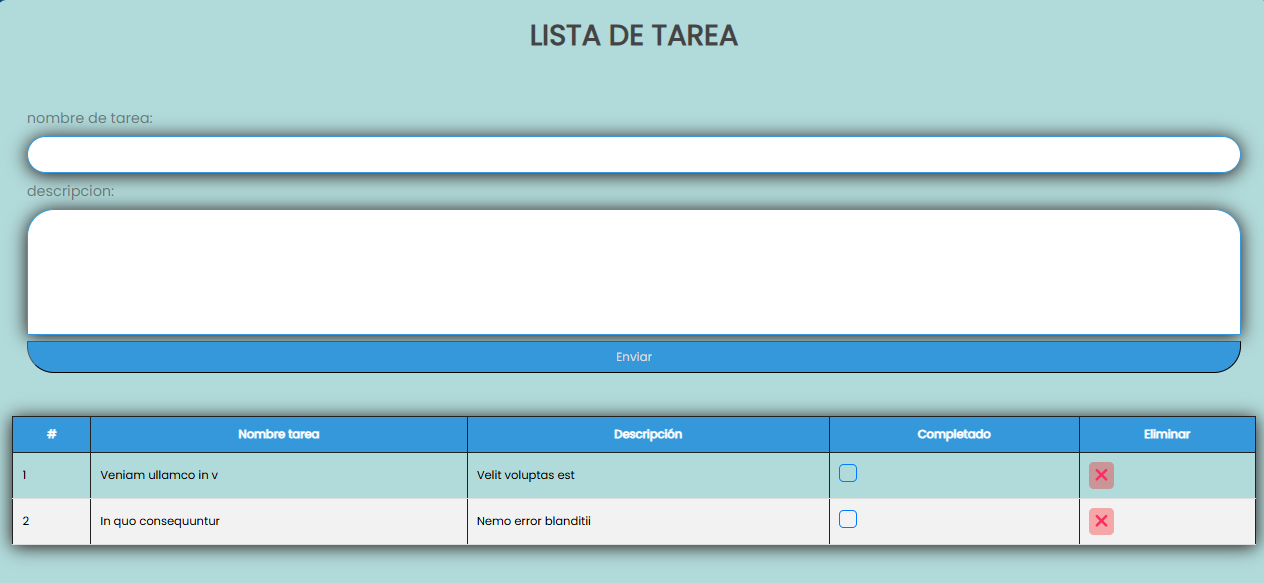 LISTA DE TAREA
nombre de tarea:
descripcion:
Enviar
# Nombre tarea Descripción Completado Eliminar
1 Veniam ullamco in v Velit voluptas est
2 In quo consequuntur Nemo error blanditii